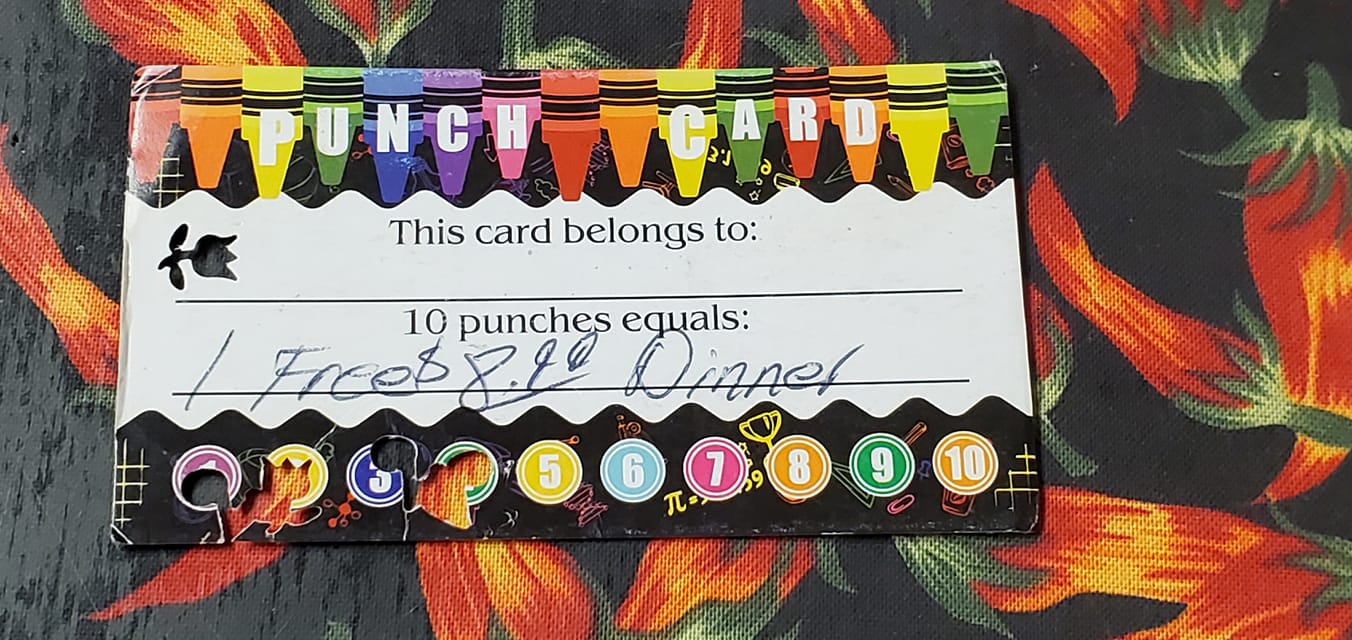 PUNCH CARD
This card belongs to:
10 punches equals:
1 Free $8.00 Dinner
3 5 6 7 8 9 10